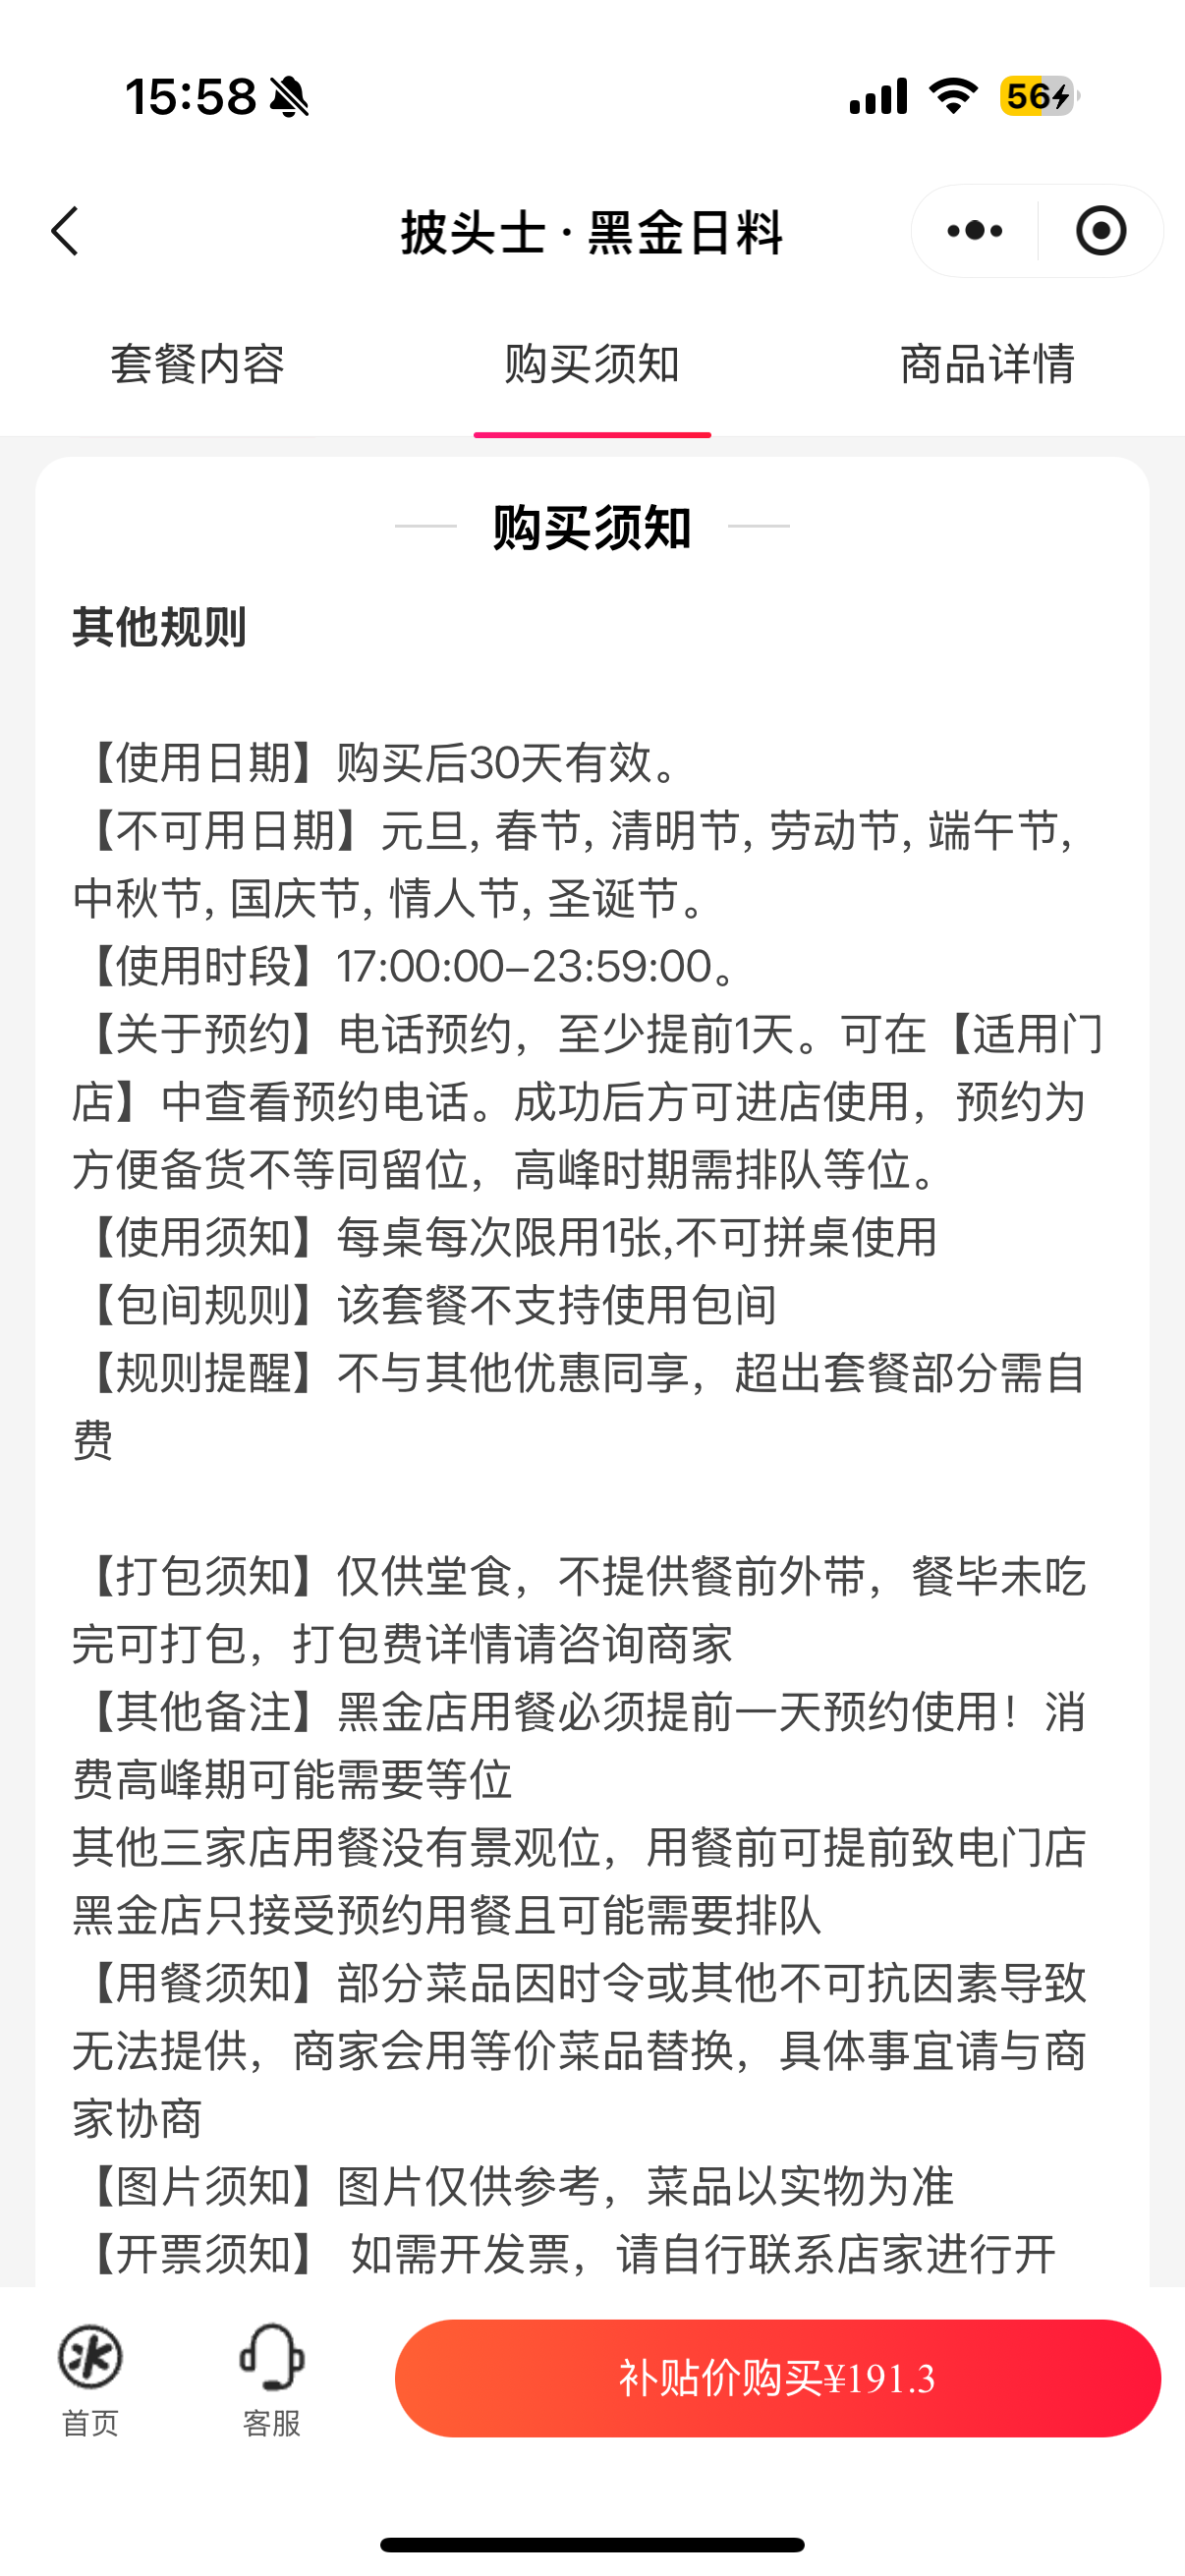 15:58
56
披头士 · 黑金日料
套餐内容
购买须知
商品详情
购买须知
其他规则
【使用日期】购买后30天有效。
【不可用日期】元旦, 春节, 清明节, 劳动节, 端午节,
中秋节, 国庆节, 情人节, 圣诞节。
【使用时段】17:00:00-23:59:00。
【关于预约】电话预约，至少提前1天。可在【适用门
店】中查看预约电话。成功后方可进店使用，预约为
方便备货不等同留位，高峰时期需排队等位。
【使用须知】每桌每次限用1张,不可拼桌使用
【包间规则】该套餐不支持使用包间
【规则提醒】不与其他优惠同享，超出套餐部分需自
费
【打包须知】仅供堂食，不提供餐前外带，餐毕未吃
完可打包，打包费详情请咨询商家
【其他备注】黑金店用餐必须提前一天预约使用！消
费高峰期可能需要等位
其他三家店用餐没有景观位，用餐前可提前致电门店
黑金店只接受预约用餐且可能需要排队
【用餐须知】部分菜品因时令或其他不可抗因素导致
无法提供，商家会用等价菜品替换，具体事宜请与商
家协商
【图片须知】图片仅供参考，菜品以实物为准
【开票须知】 如需开发票，请自行联系店家进行开
首页
客服
补贴价购买¥191.3